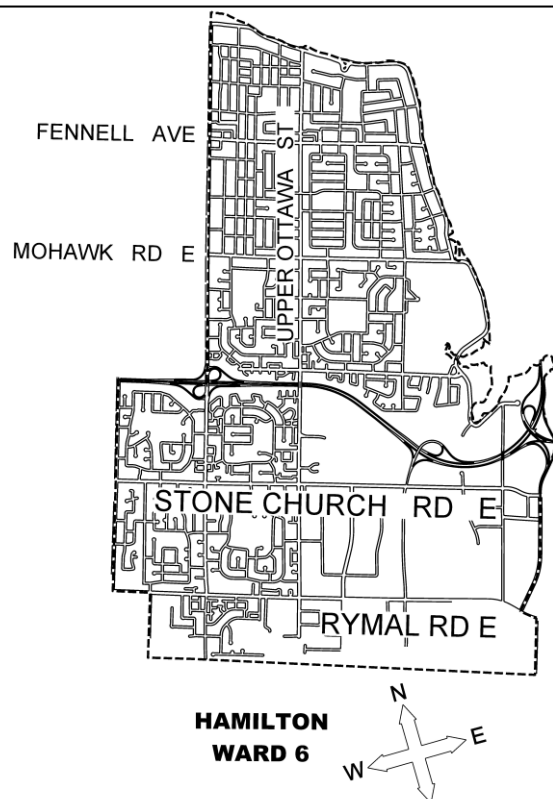 FENNELL AVE
UPPER OTTAWA ST
MOHAWK RD E
STONE CHURCH RD E
RYMAL RD E
HAMILTON
WARD 6
N
E
W